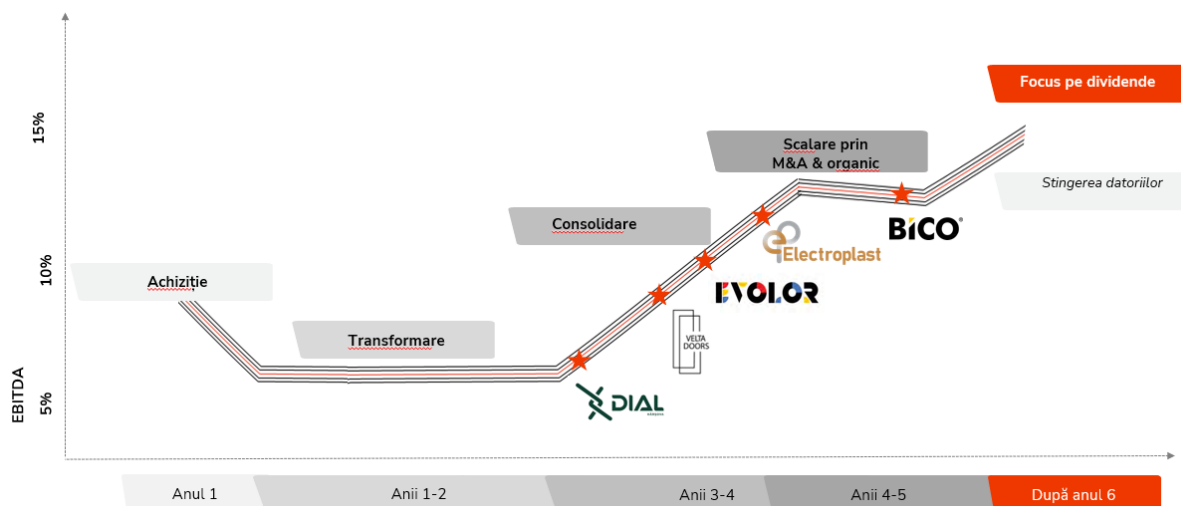 Focus pe dividende
15%
Scalare prin
M&A & organic
Stingerea datoriilor
Consolidare
BICO®
Electroplast
10%
Achiziție
EVOLOR
Transformare
VELTA
DOORS
EBITDA
5%
DIAL
Anul 1
Anii 1-2
Anii 3-4
Anii 4-5
După anul 6